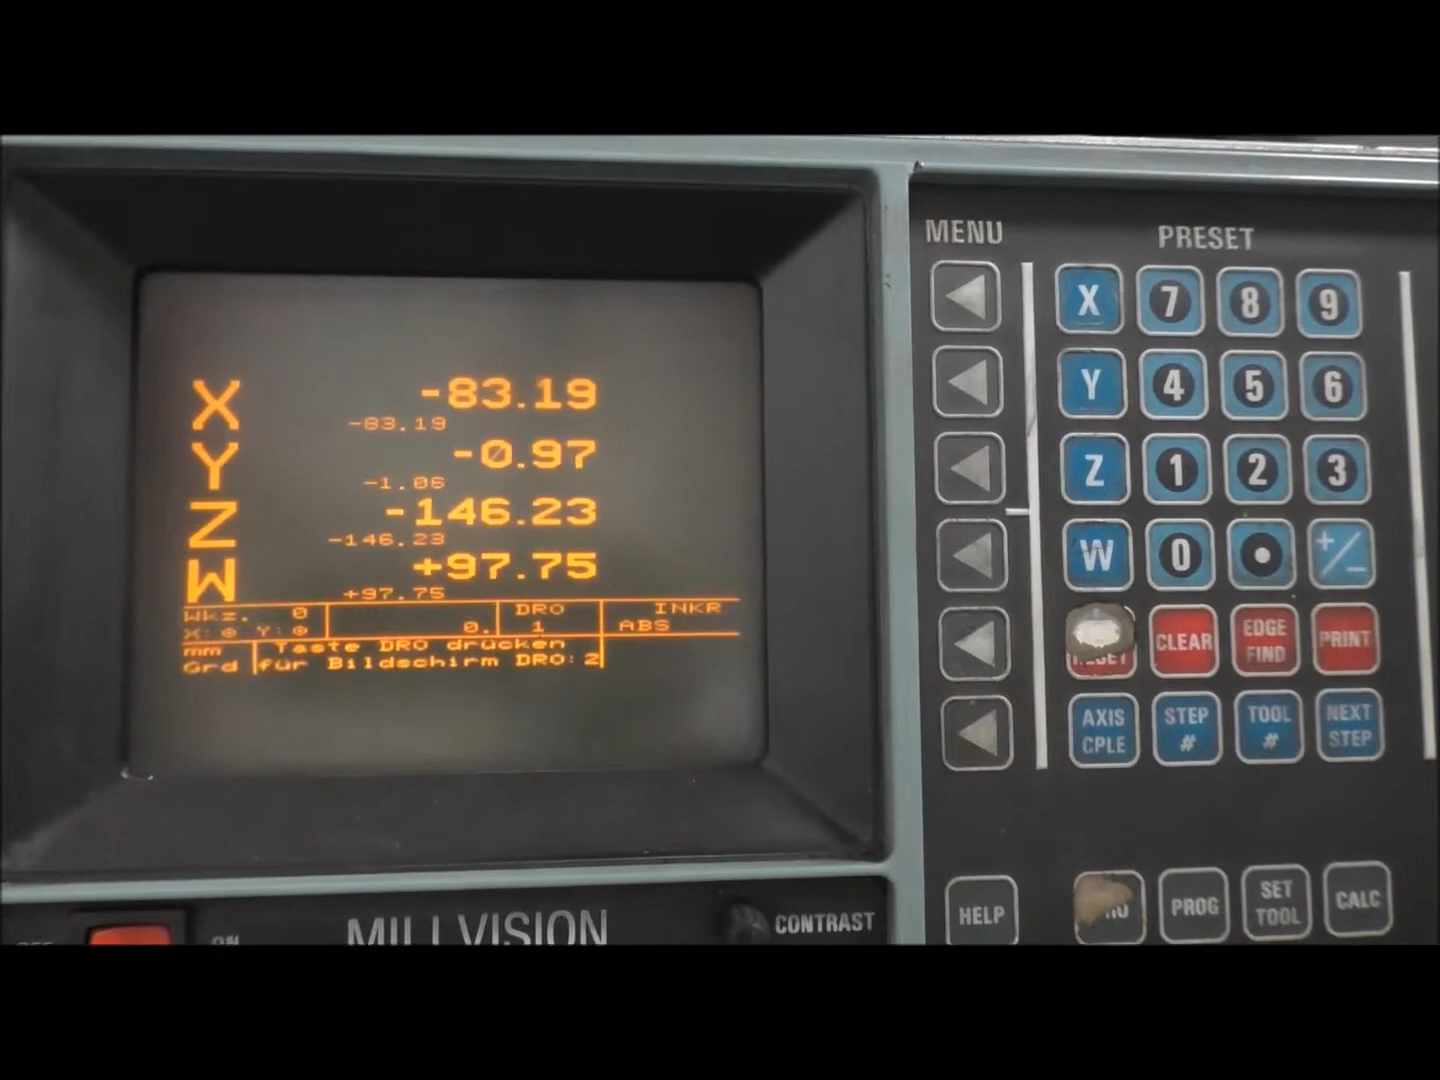 X -83.19
-83.19
Y -0.97
-1.06
Z -146.23
-146.23
W +97.75
+97.75
Wkz. 0 DRO INKR
X: Y: 0. 1 ABS
mm Taste DRO drücken
Grd für Bildschirm DRO: 2
MENU PRESET
X 7 8 9
Y 4 5 6
Z 1 2 3
W 0 • +/-
RESET CLEAR EDGE FIND PRINT
AXIS CPLE STEP # TOOL # NEXT STEP
HELP PROG SET TOOL CALC
ON MILLVISION CONTRAST